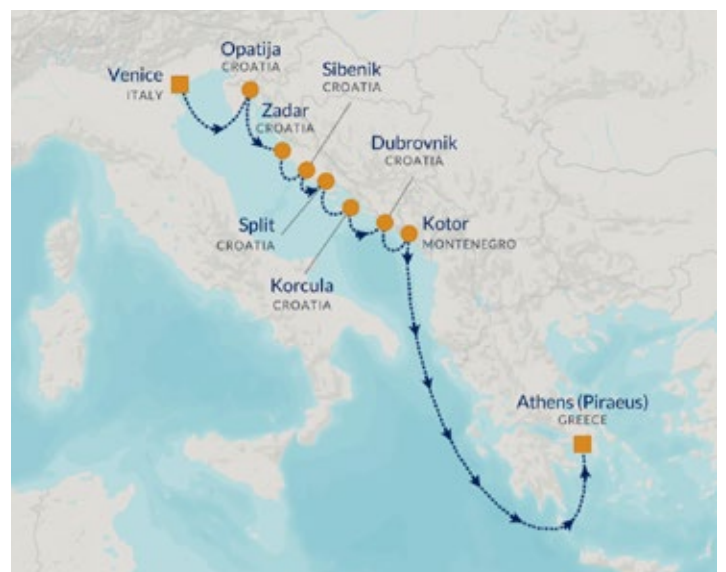 Opatija
CROATIA
Venice
ITALY
Sibenik
CROATIA
Zadar
CROATIA
Dubrovnik
CROATIA
Split
CROATIA
Kotor
MONTENEGRO
Korcula
CROATIA
Athens (Piraeus)
GREECE